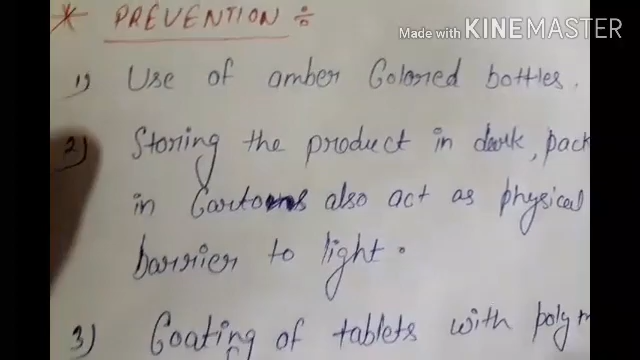 * PREVENTION ÷
Made with KINEMASTER
1) Use of amber Colored bottles.
2) Storing the product in dark, pack
in Cartons also act as physical
barrier to light.
3) Coating of tablets with polym